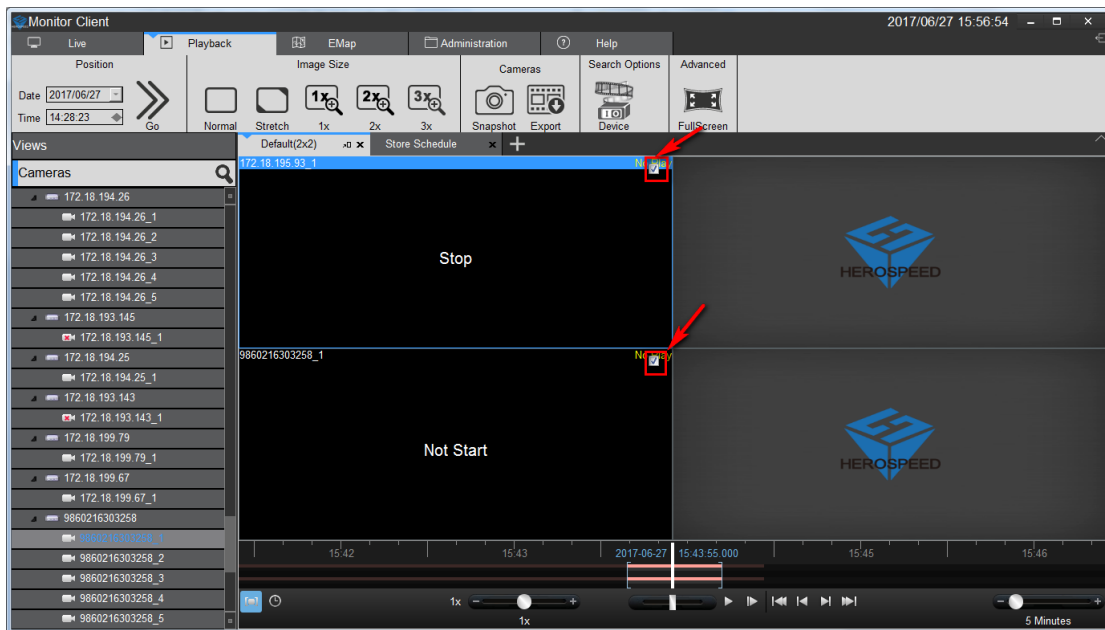 Monitor Client 2017/06/27 15:56:54
Live Playback EMap Administration Help
Position Image Size Cameras Search Options Advanced
Date 2017/06/27
Time 14:28:23
Go Normal Stretch 1x 2x 3x Snapshot Export Device FullScreen
Views Default(2x2) Store Schedule
Cameras
172.18.195.93_1 No Play
172.18.194.26
172.18.194.26_1
172.18.194.26_2
172.18.194.26_3
172.18.194.26_4
172.18.194.26_5
172.18.193.145
172.18.193.145_1
172.18.194.25
172.18.194.25_1
172.18.193.143
172.18.193.143_1
172.18.199.79
172.18.199.79_1
172.18.199.67
172.18.199.67_1
9860216303258
9860216303258_1
9860216303258_2
9860216303258_3
9860216303258_4
9860216303258_5
Stop
HEROSPEED
9860216303258_1 No Play
Not Start
HEROSPEED
15:42 15:43 2017-06-27 15:43:55.000 15:45 15:46
1x
1x
5 Minutes